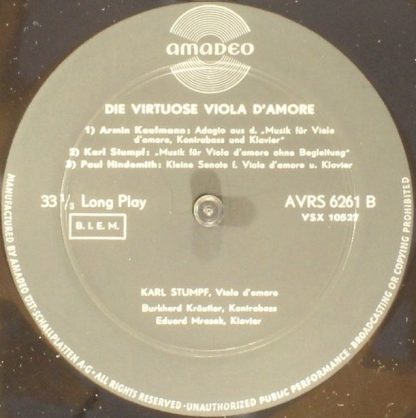 AMADEO
DIE VIRTUOSE VIOLA D'AMORE
1) Armin Kaufmann: Adagio aus d. „Musik für Viola
d'amore, Kontrabass und Klavier"
2) Karl Stumpf: „Musik für Viola d'amore ohne Begleitung"
3) Paul Hindemith: Kleine Sonate f. Viola d'amore u. Klavier
33 1/3 Long Play
B. I. E. M.
AVRS 6261 B
VSX 10527
KARL STUMPF, Viola d'amore
Burkhard Kräutler, Kontrabass
Eduard Mrazek, Klavier
MANUFACTURED BY AMADEO ÖST. SCHALLPLATTEN A/G · ALL RIGHTS RESERVED · UNAUTHORIZED PUBLIC PERFORMANCE · BROADCASTING OR COPYING PROHIBITED